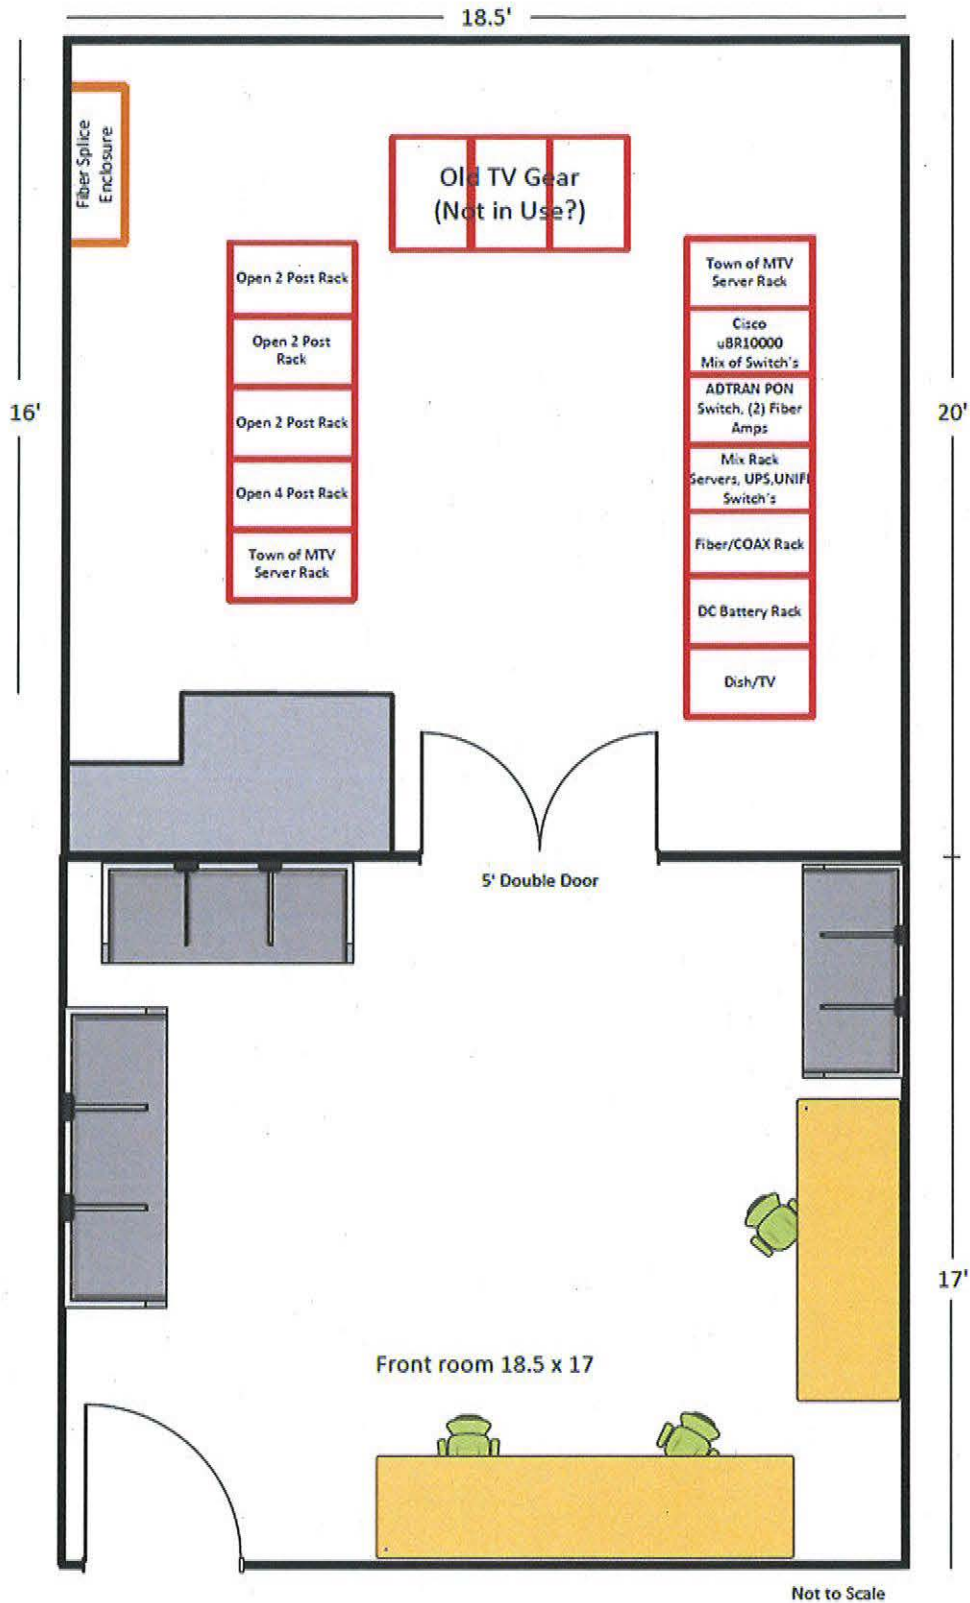 18.5'
Fiber Splice
Enclosure
Old TV Gear
(Not in Use?)
Open 2 Post Rack
Open 2 Post
Rack
Open 2 Post Rack
Open 4 Post Rack
Town of MTV
Server Rack
Town of MTV
Server Rack
Cisco
uBR10000
Mix of Switch's
ADTRAN PON
Switch, (2) Fiber
Amps
Mix Rack
Servers, UPS,UNIFI
Switch's
Fiber/COAX Rack
DC Battery Rack
Dish/TV
16'
20'
5' Double Door
17'
Front room 18.5 x 17
Not to Scale